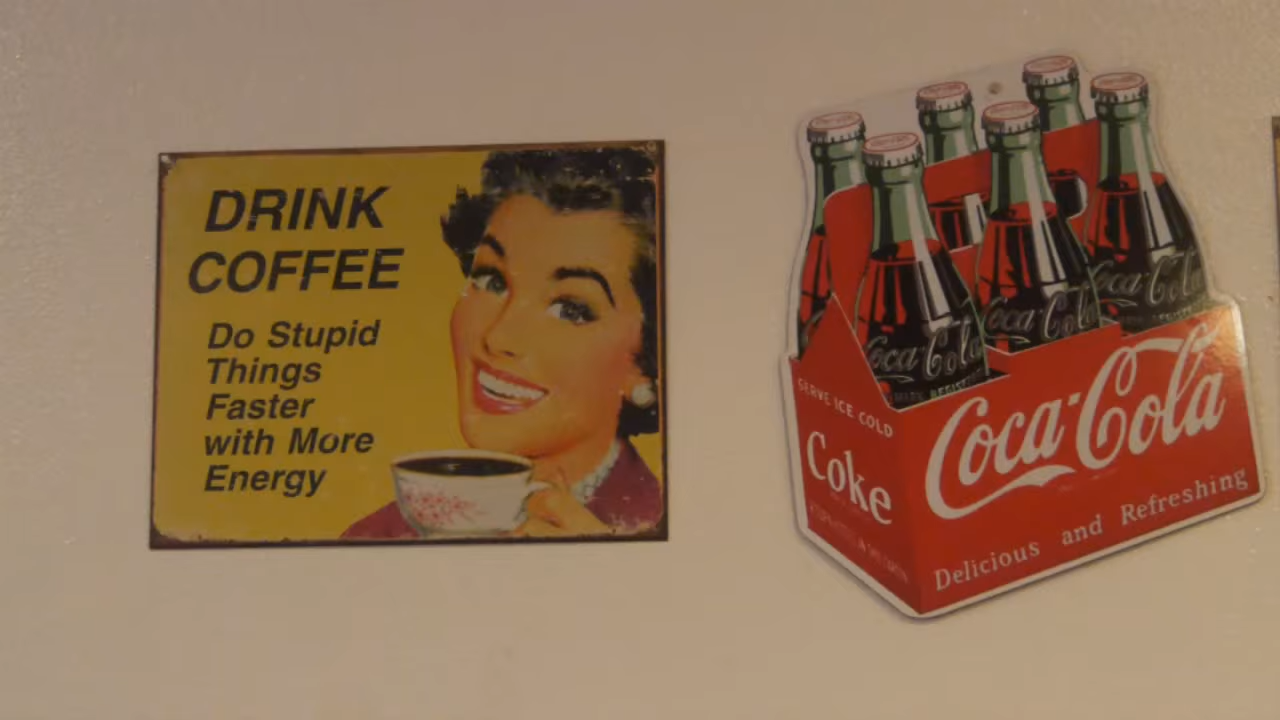 DRINK
COFFEE
Do Stupid
Things
Faster
with More
Energy
Coca-Cola
Coca-Cola
Coca-Cola
SERVE ICE COLD
Coke
Coca-Cola
Delicious and Refreshing